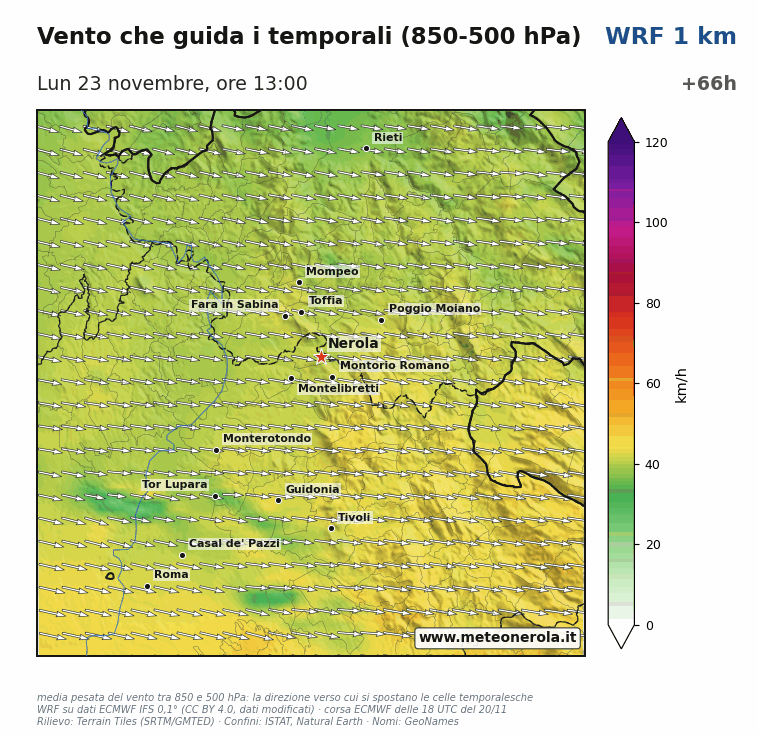 Vento che guida i temporali (850-500 hPa) WRF 1 km
Lun 23 novembre, ore 13:00 +66h
Rieti
Mompeo
Fara in Sabina
Toffia
Poggio Moiano
Nerola
Montorio Romano
Montelibretti
Monterotondo
Tor Lupara
Guidonia
Tivoli
Casal de' Pazzi
Roma
www.meteonerola.it
120
100
80
60
40
20
0
km/h
media pesata del vento tra 850 e 500 hPa: la direzione verso cui si spostano le celle temporalesche
WRF su dati ECMWF IFS 0,1° (CC BY 4.0, dati modificati) · corsa ECMWF delle 18 UTC del 20/11
Rilievo: Terrain Tiles (SRTM/GMTED) · Confini: ISTAT, Natural Earth · Nomi: GeoNames